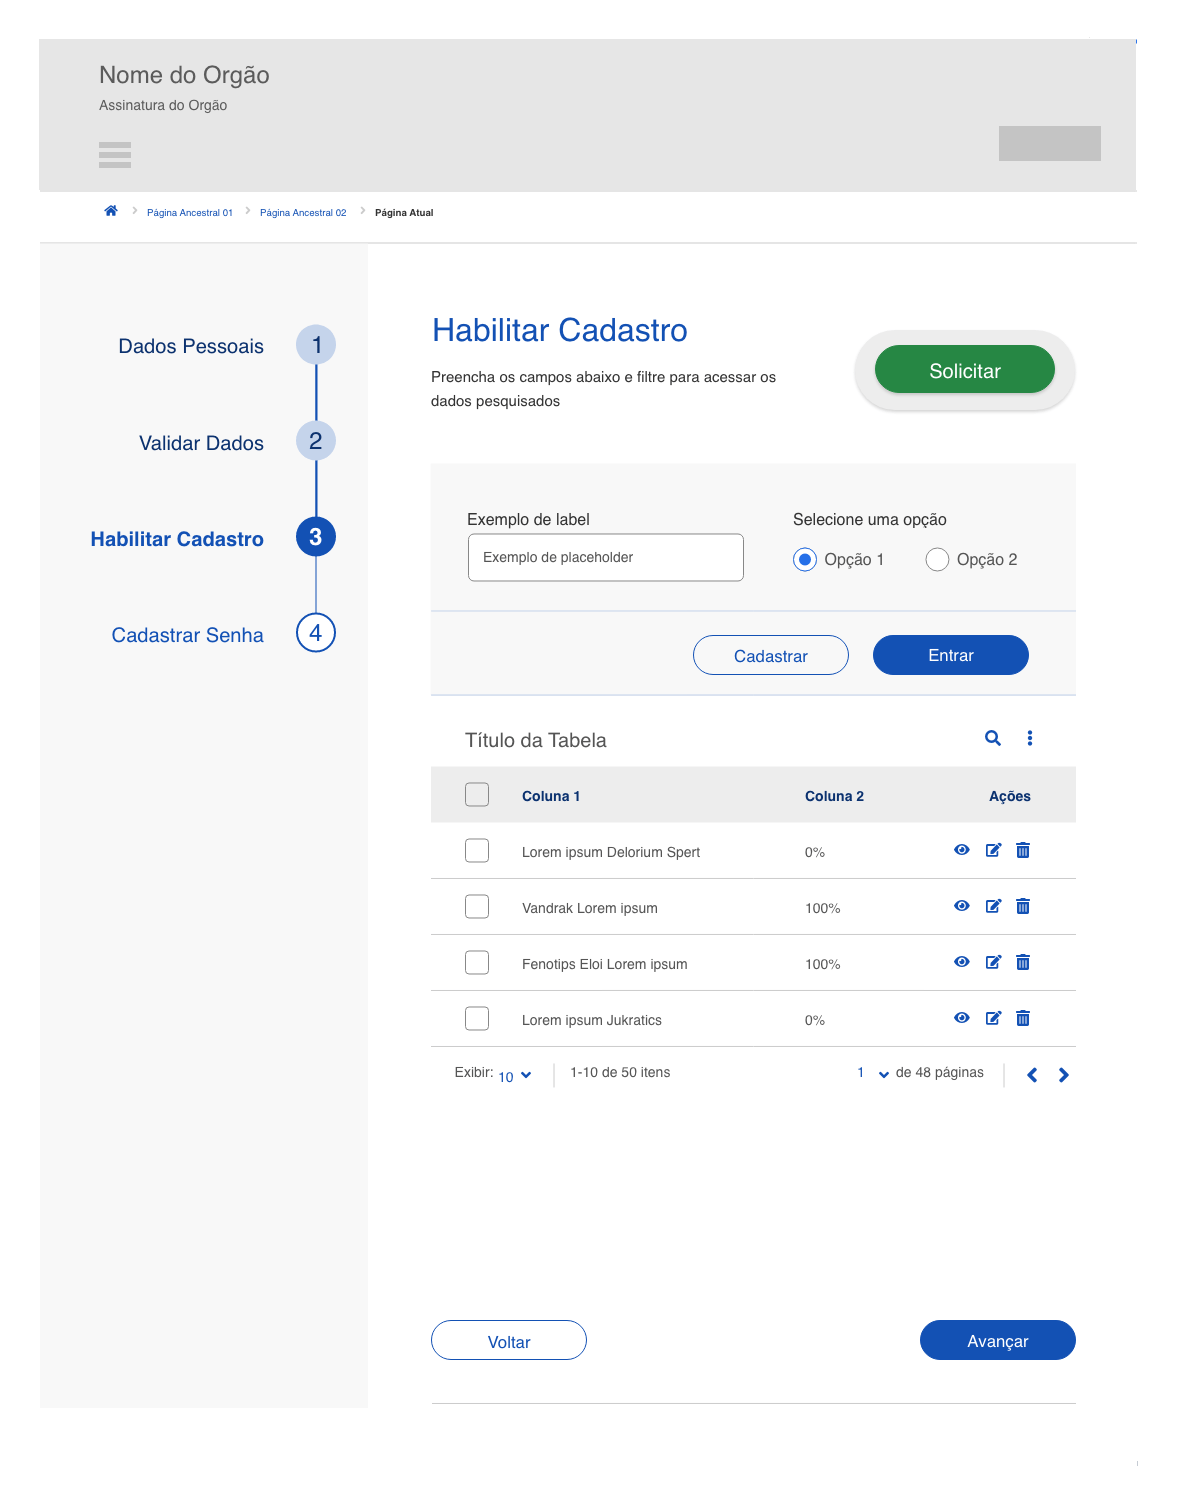 Nome do Orgão
Assinatura do Orgão
Página Ancestral 01
Página Ancestral 02
Página Atual
Dados Pessoais 1
Validar Dados 2
Habilitar Cadastro 3
Cadastrar Senha 4
Habilitar Cadastro
Preencha os campos abaixo e filtre para acessar os
dados pesquisados
Solicitar
Exemplo de label
Exemplo de placeholder
Selecione uma opção
Opção 1
Opção 2
Cadastrar
Entrar
Título da Tabela
Coluna 1 Coluna 2 Ações
Lorem ipsum Delorium Spert 0%
Vandrak Lorem ipsum 100%
Fenotips Eloi Lorem ipsum 100%
Lorem ipsum Jukratics 0%
Exibir: 10 1-10 de 50 itens 1 de 48 páginas
Voltar
Avançar